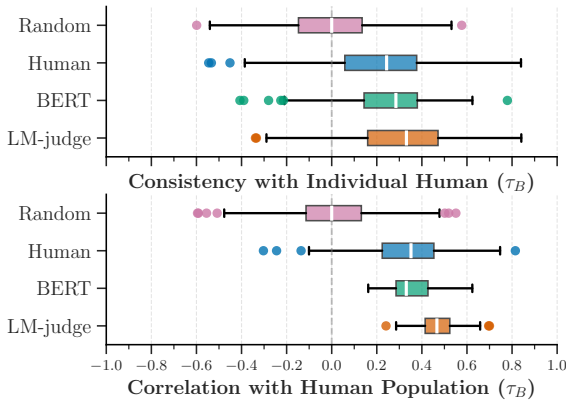 Random
Human
BERT
LM-judge
Consistency with Individual Human (τ_B)
Random
Human
BERT
LM-judge
−1.0 −0.8 −0.6 −0.4 −0.2 0.0 0.2 0.4 0.6 0.8 1.0
Correlation with Human Population (τ_B)